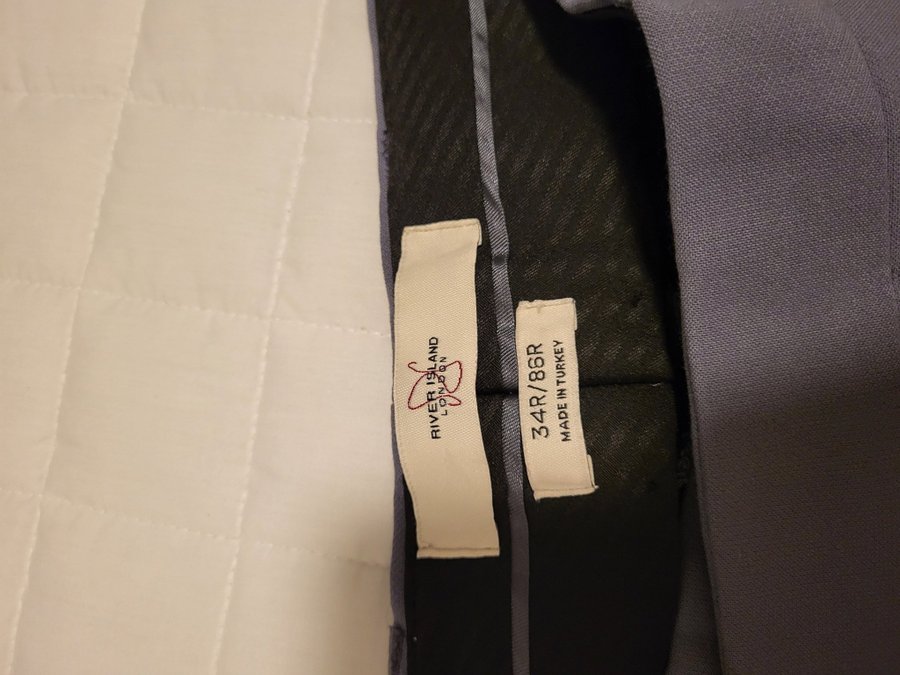 RIVER ISLAND
LONDON
34R/86R
MADE IN TURKEY